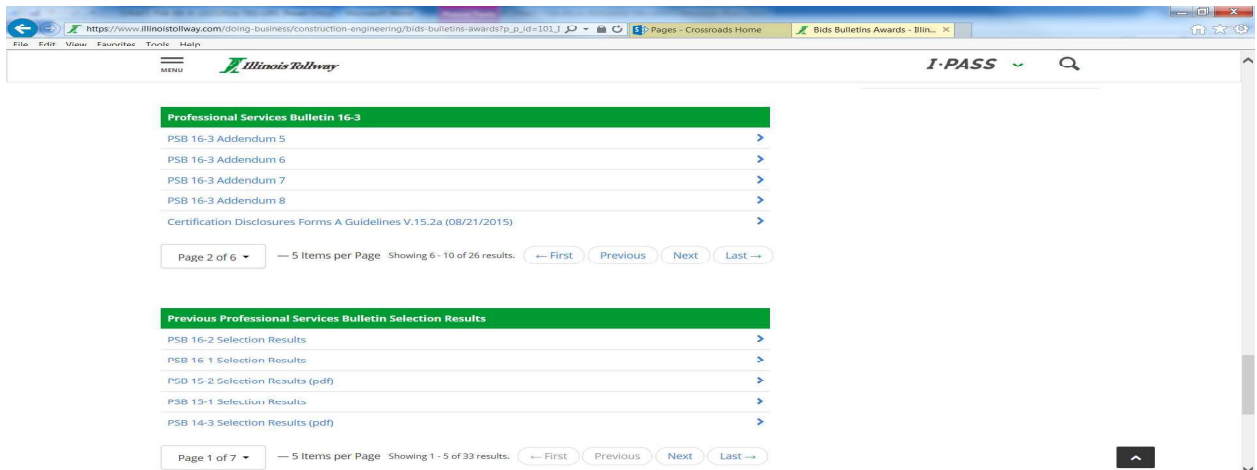 https://www.illinoistollway.com/doing-business/construction-engineering/bids-bulletins-awards?p_p_id=101_I
Pages - Crossroads Home
Bids Bulletins Awards - Illin...
File Edit View Favorites Tools Help
MENU
Illinois Tollway
I·PASS
Professional Services Bulletin 16-3
PSB 16-3 Addendum 5
PSB 16-3 Addendum 6
PSB 16-3 Addendum 7
PSB 16-3 Addendum 8
Certification Disclosures Forms A Guidelines V.15.2a (08/21/2015)
Page 2 of 6 — 5 Items per Page Showing 6 - 10 of 26 results. ← First Previous Next Last →
Previous Professional Services Bulletin Selection Results
PSB 16-2 Selection Results
PSB 16-1 Selection Results
PSB 15-2 Selection Results (pdf)
PSB 15-1 Selection Results
PSB 14-3 Selection Results (pdf)
Page 1 of 7 — 5 Items per Page Showing 1 - 5 of 33 results. ← First Previous Next Last →